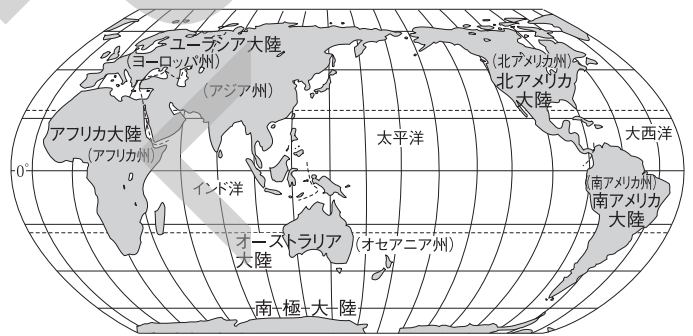 ユーラシア大陸
(ヨーロッパ州)
(アジア州)
(北アメリカ州)
北アメリカ
大陸
アフリカ大陸
(アフリカ州)
太平洋
大西洋
0°
インド洋
(南アメリカ州)
南アメリカ
大陸
オーストラリア
大陸
(オセアニア州)
南極大陸